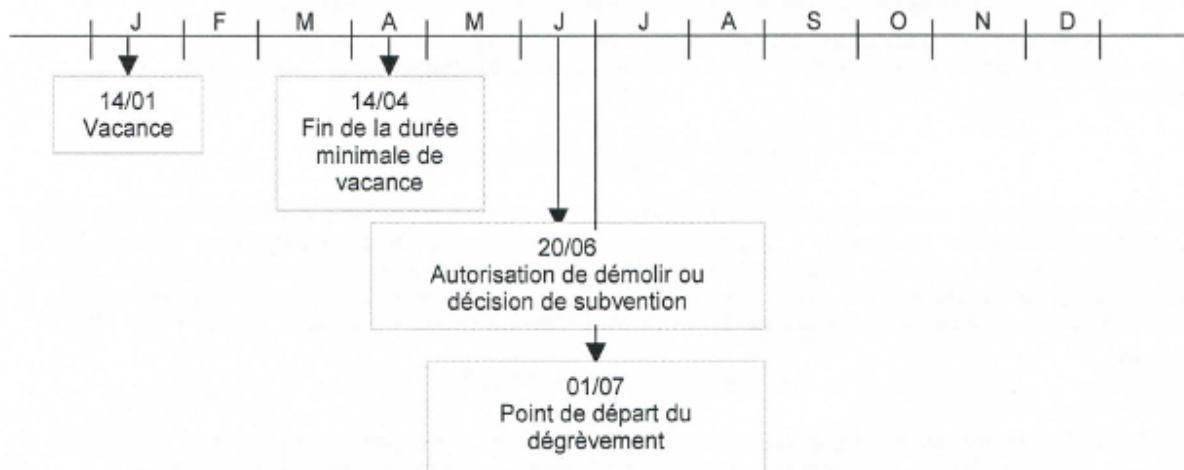 J F M A M J J A S O N D
14/01
Vacance
14/04
Fin de la durée
minimale de
vacance
20/06
Autorisation de démolir ou
décision de subvention
01/07
Point de départ du
dégrèvement